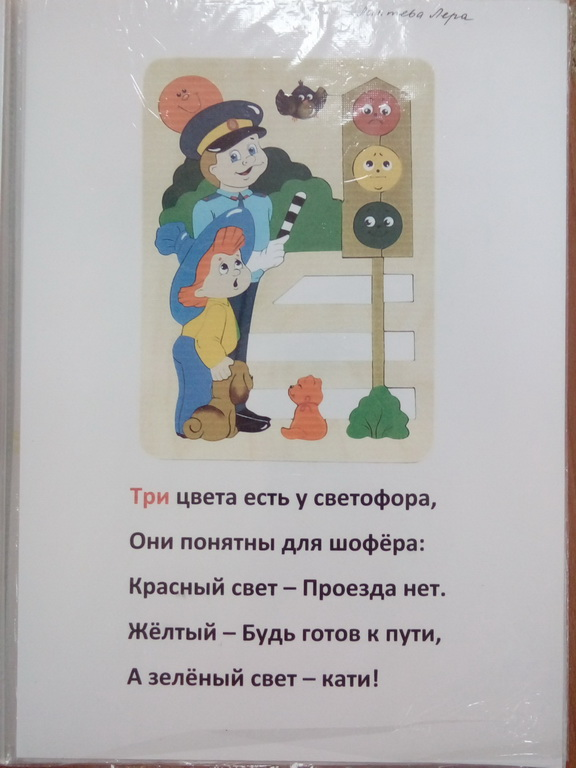 Лера
Три цвета есть у светофора,
Они понятны для шофёра:
Красный свет – Проезда нет.
Жёлтый – Будь готов к пути,
А зелёный свет – кати!